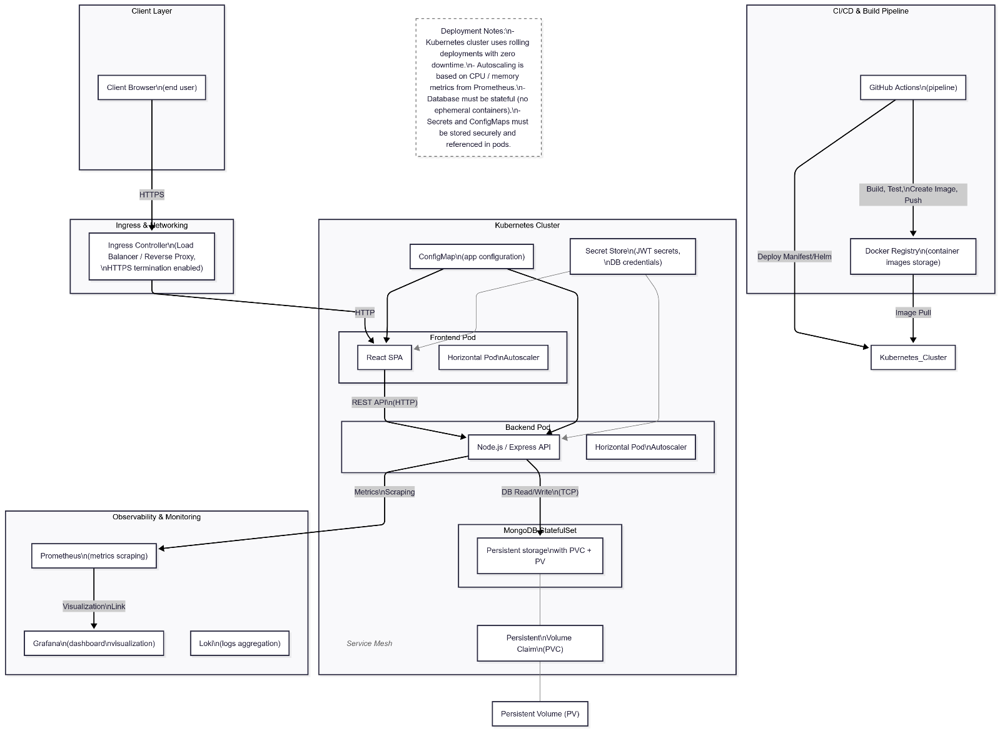 Client Layer
Client Browser\n(end user)
HTTPS
Ingress & Networking
Ingress Controller\n(Load
Balancer / Reverse Proxy,
\nHTTPS termination enabled)
Deployment Notes:\n-
Kubernetes cluster uses rolling
deployments with zero
downtime.\n- Autoscaling is
based on CPU / memory
metrics from Prometheus.\n-
Database must be stateful (no
ephemeral containers).\n-
Secrets and ConfigMaps must
be stored securely and
referenced in pods.
CI/CD & Build Pipeline
GitHub Actions\n(pipeline)
Build, Test,\nCreate Image,
Push
Deploy Manifest/Helm
Docker Registry\n(container
images storage)
Image Pull
Kubernetes_Cluster
Kubernetes Cluster
ConfigMap\n(app configuration)
Secret Store\n(JWT secrets,
\nDB credentials)
HTTP
Frontend Pod
React SPA
Horizontal Pod\nAutoscaler
REST API\n(HTTP)
Backend Pod
Node.js / Express API
Horizontal Pod\nAutoscaler
Metrics\nScraping
DB Read/Write\n(TCP)
MongoDB StatefulSet
Persistent storage\nwith PVC +
PV
Persistent\nVolume
Claim\n(PVC)
Service Mesh
Persistent Volume (PV)
Observability & Monitoring
Prometheus\n(metrics scraping)
Visualization\nLink
Grafana\n(dashboard\nvisualization)
Loki\n(logs aggregation)